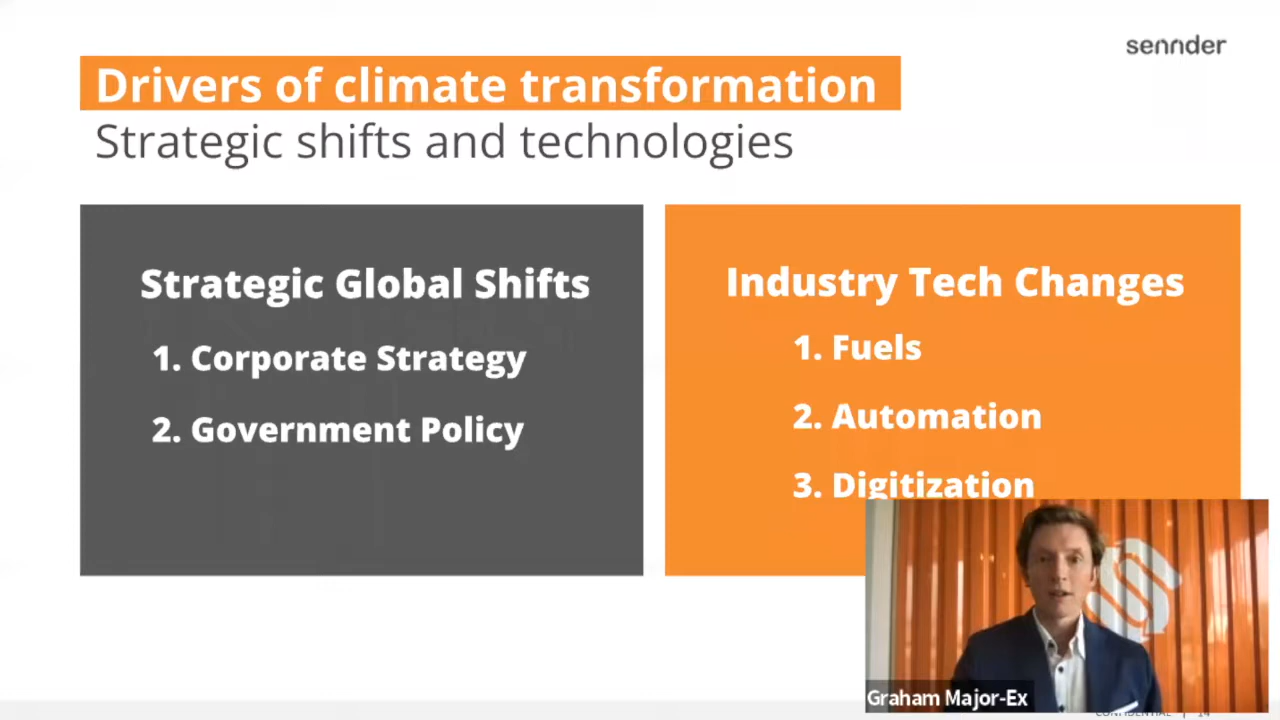 sennder
Drivers of climate transformation
Strategic shifts and technologies
Strategic Global Shifts
1. Corporate Strategy
2. Government Policy
Industry Tech Changes
1. Fuels
2. Automation
3. Digitization
Graham Major-Ex